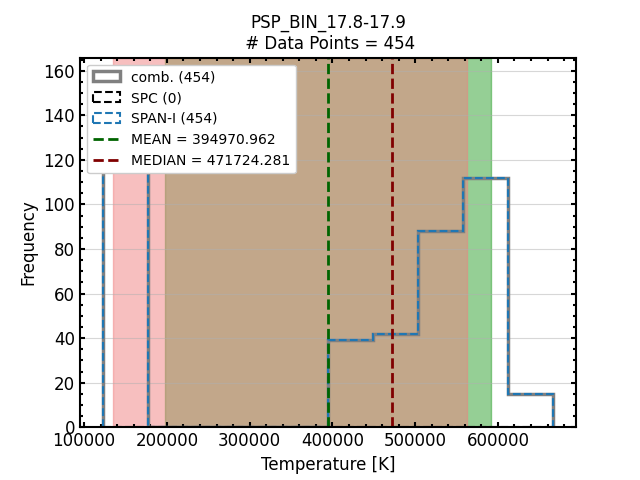 PSP_BIN_17.8-17.9
# Data Points = 454
comb. (454)
SPC (0)
SPAN-I (454)
MEAN = 394970.962
MEDIAN = 471724.281
Frequency
160
140
120
100
80
60
40
20
0
100000 200000 300000 400000 500000 600000
Temperature [K]